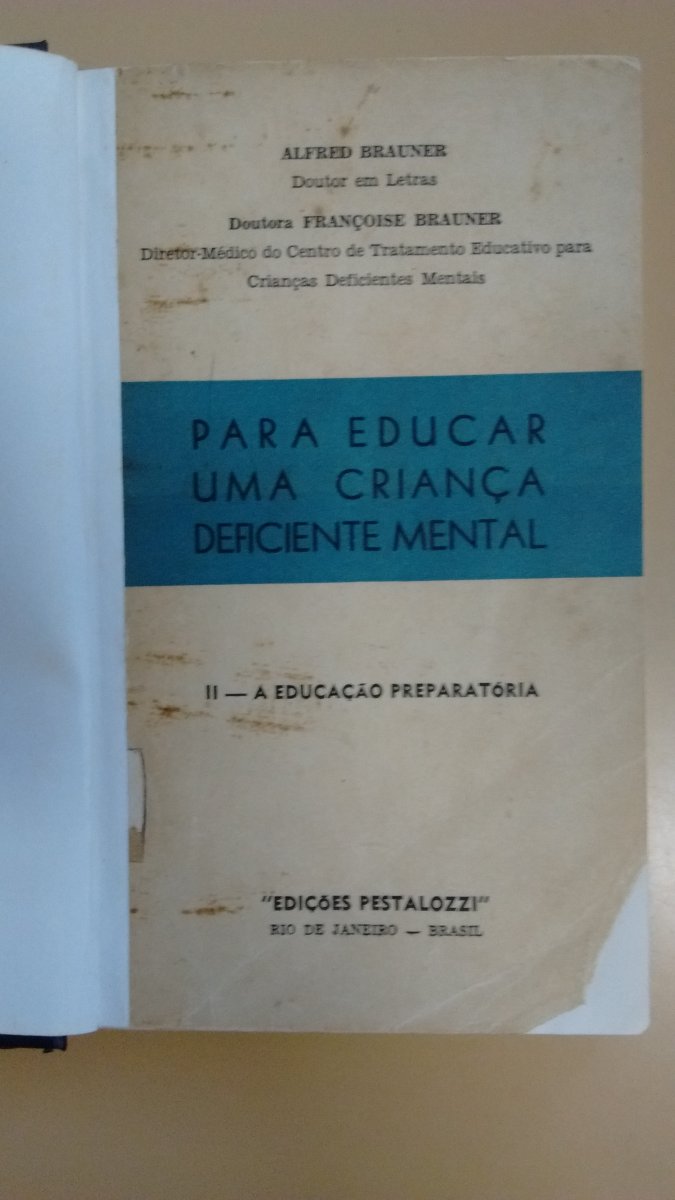 ALFRED BRAUNER
Doutor em Letras
Doutora FRANÇOISE BRAUNER
Diretor-Médico do Centro de Tratamento Educativo para
Crianças Deficientes Mentais
PARA EDUCAR
UMA CRIANÇA
DEFICIENTE MENTAL
II — A EDUCAÇÃO PREPARATÓRIA
"EDIÇÕES PESTALOZZI"
RIO DE JANEIRO — BRASIL